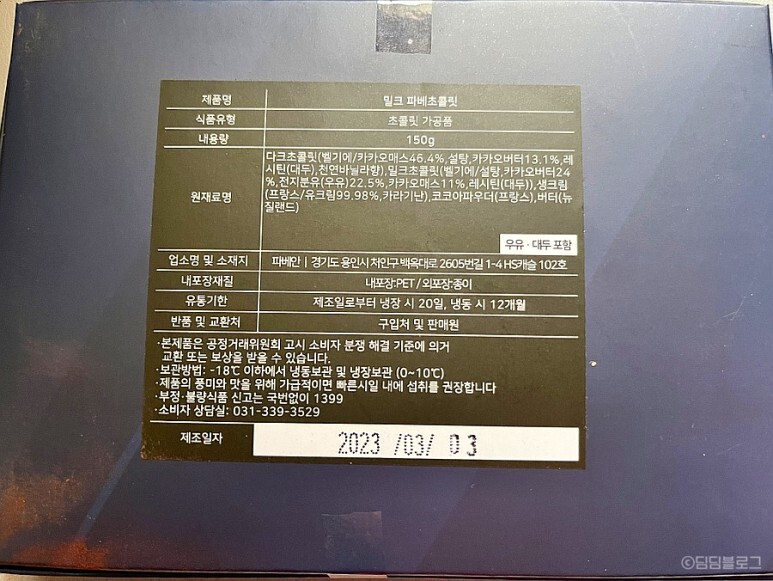 제품명 밀크 파베초콜릿
식품유형 초콜릿 가공품
내용량 150g
원재료명 다크초콜릿(벨기에/카카오매스46.4%,설탕,카카오버터13.1%,레
시틴(대두),천연바닐라향),밀크초콜릿(벨기에/설탕,카카오버터24
%,전지분유(우유)22.5%,카카오매스11%,레시틴(대두)),생크림
(프랑스/유크림99.98%,카라기난),코코아파우더(프랑스),버터(뉴
질랜드)
우유·대두 포함
업소명 및 소재지 파베안 | 경기도 용인시 처인구 백옥대로 2605번길 1-4 HS캐슬 102호
내포장재질 내포장:PET / 외포장:종이
유통기한 제조일로부터 냉장 시 20일, 냉동 시 12개월
반품 및 교환처 구입처 및 판매원
·본제품은 공정거래위원회 고시 소비자 분쟁 해결 기준에 의거
교환 또는 보상을 받을 수 있습니다.
·보관방법: -18℃ 이하에서 냉동보관 및 냉장보관 (0~10℃)
·제품의 풍미와 맛을 위해 가급적이면 빠른시일 내에 섭취를 권장합니다
·부정·불량식품 신고는 국번없이 1399
·소비자 상담실: 031-339-3529
제조일자 2023 /03/ 03
©딤딤블로그